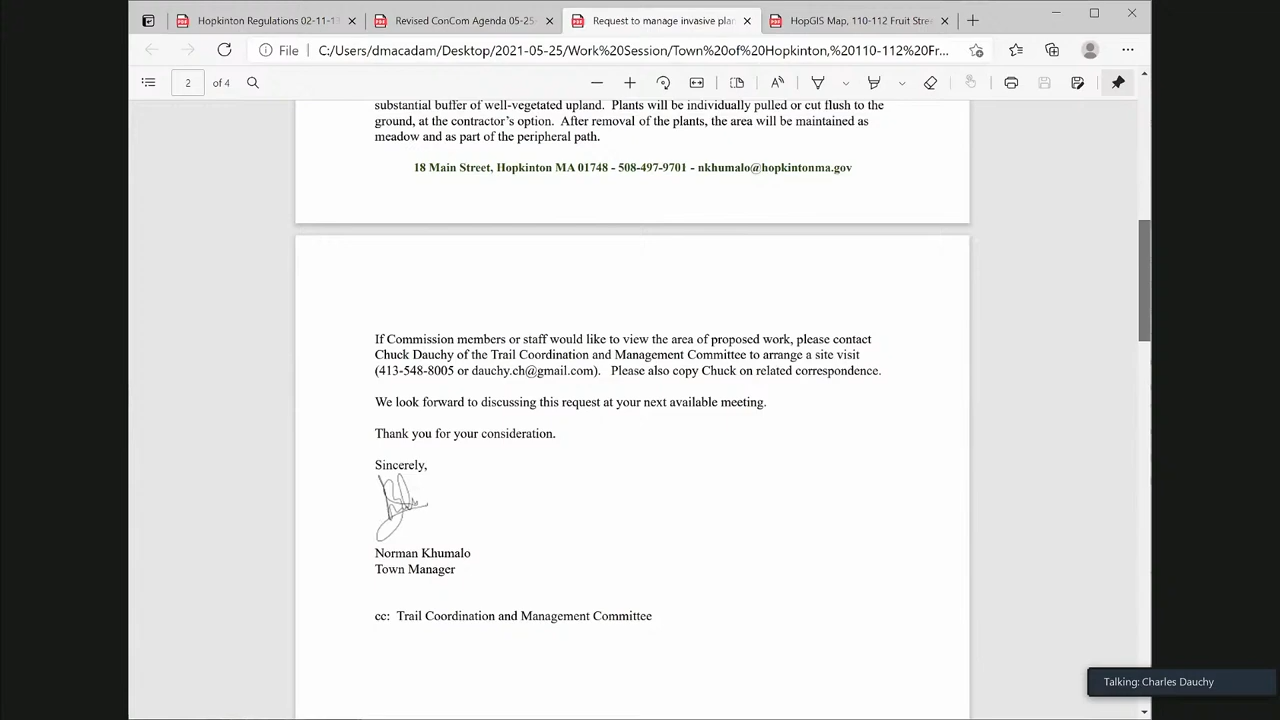 Hopkinton Regulations 02-11-1
Revised ConCom Agenda 05-25-
Request to manage invasive plan
HopGIS Map, 110-112 Fruit Stre
File
C:/Users/dmacadam/Desktop/2021-05-25/Work%20Session/Town%20of%20Hopkinton,%20110-112%20Fr...
2 of 4
substantial buffer of well-vegetated upland. Plants will be individually pulled or cut flush to the
ground, at the contractor's option. After removal of the plants, the area will be maintained as
meadow and as part of the peripheral path.
18 Main Street, Hopkinton MA 01748 - 508-497-9701 - nkhumalo@hopkintonma.gov
If Commission members or staff would like to view the area of proposed work, please contact
Chuck Dauchy of the Trail Coordination and Management Committee to arrange a site visit
(413-548-8005 or dauchy.ch@gmail.com). Please also copy Chuck on related correspondence.
We look forward to discussing this request at your next available meeting.
Thank you for your consideration.
Sincerely,
Norman Khumalo
Town Manager
cc: Trail Coordination and Management Committee
Talking: Charles Dauchy